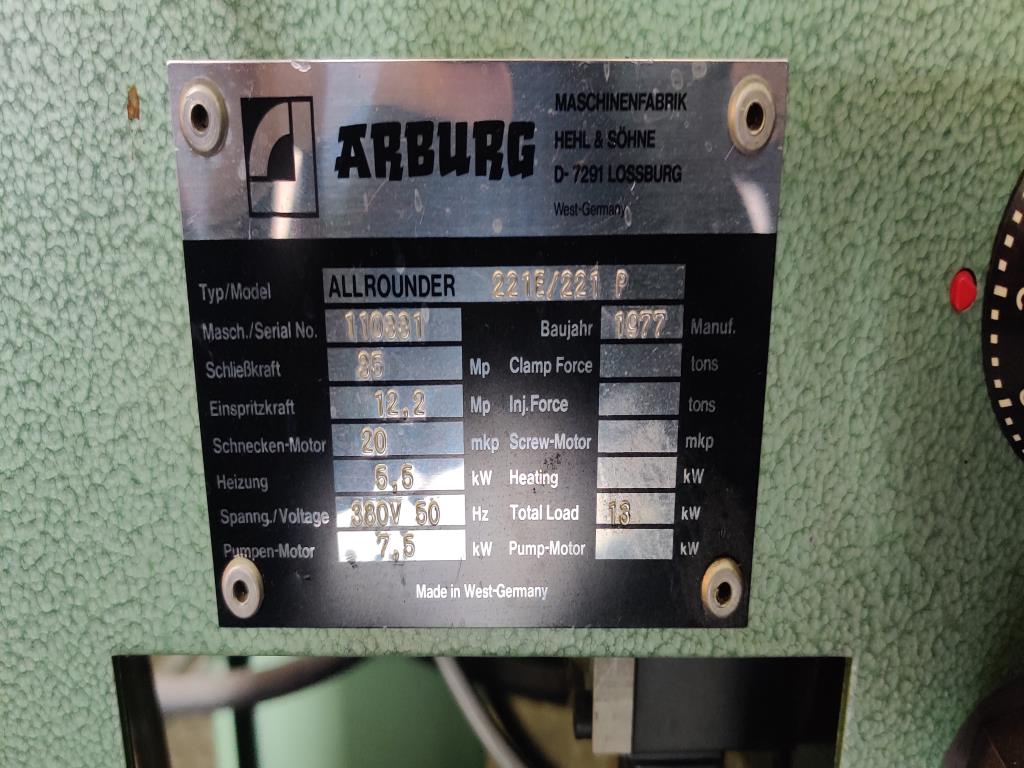 ARBURG
MASCHINENFABRIK
HEHL & SÖHNE
D-7291 LOSSBURG
West-Germany
Typ/Model ALLROUNDER 221E/221 P
Masch./Serial No. 110881 Baujahr 1977 Manuf.
Schließkraft 35 Mp Clamp Force tons
Einspritzkraft 12,2 Mp Inj. Force tons
Schnecken-Motor 20 mkp Screw-Motor mkp
Heizung 5,5 kW Heating kW
Spanng./Voltage 380V 50 Hz Total Load 13 kW
Pumpen-Motor 7,5 kW Pump-Motor kW
Made in West-Germany